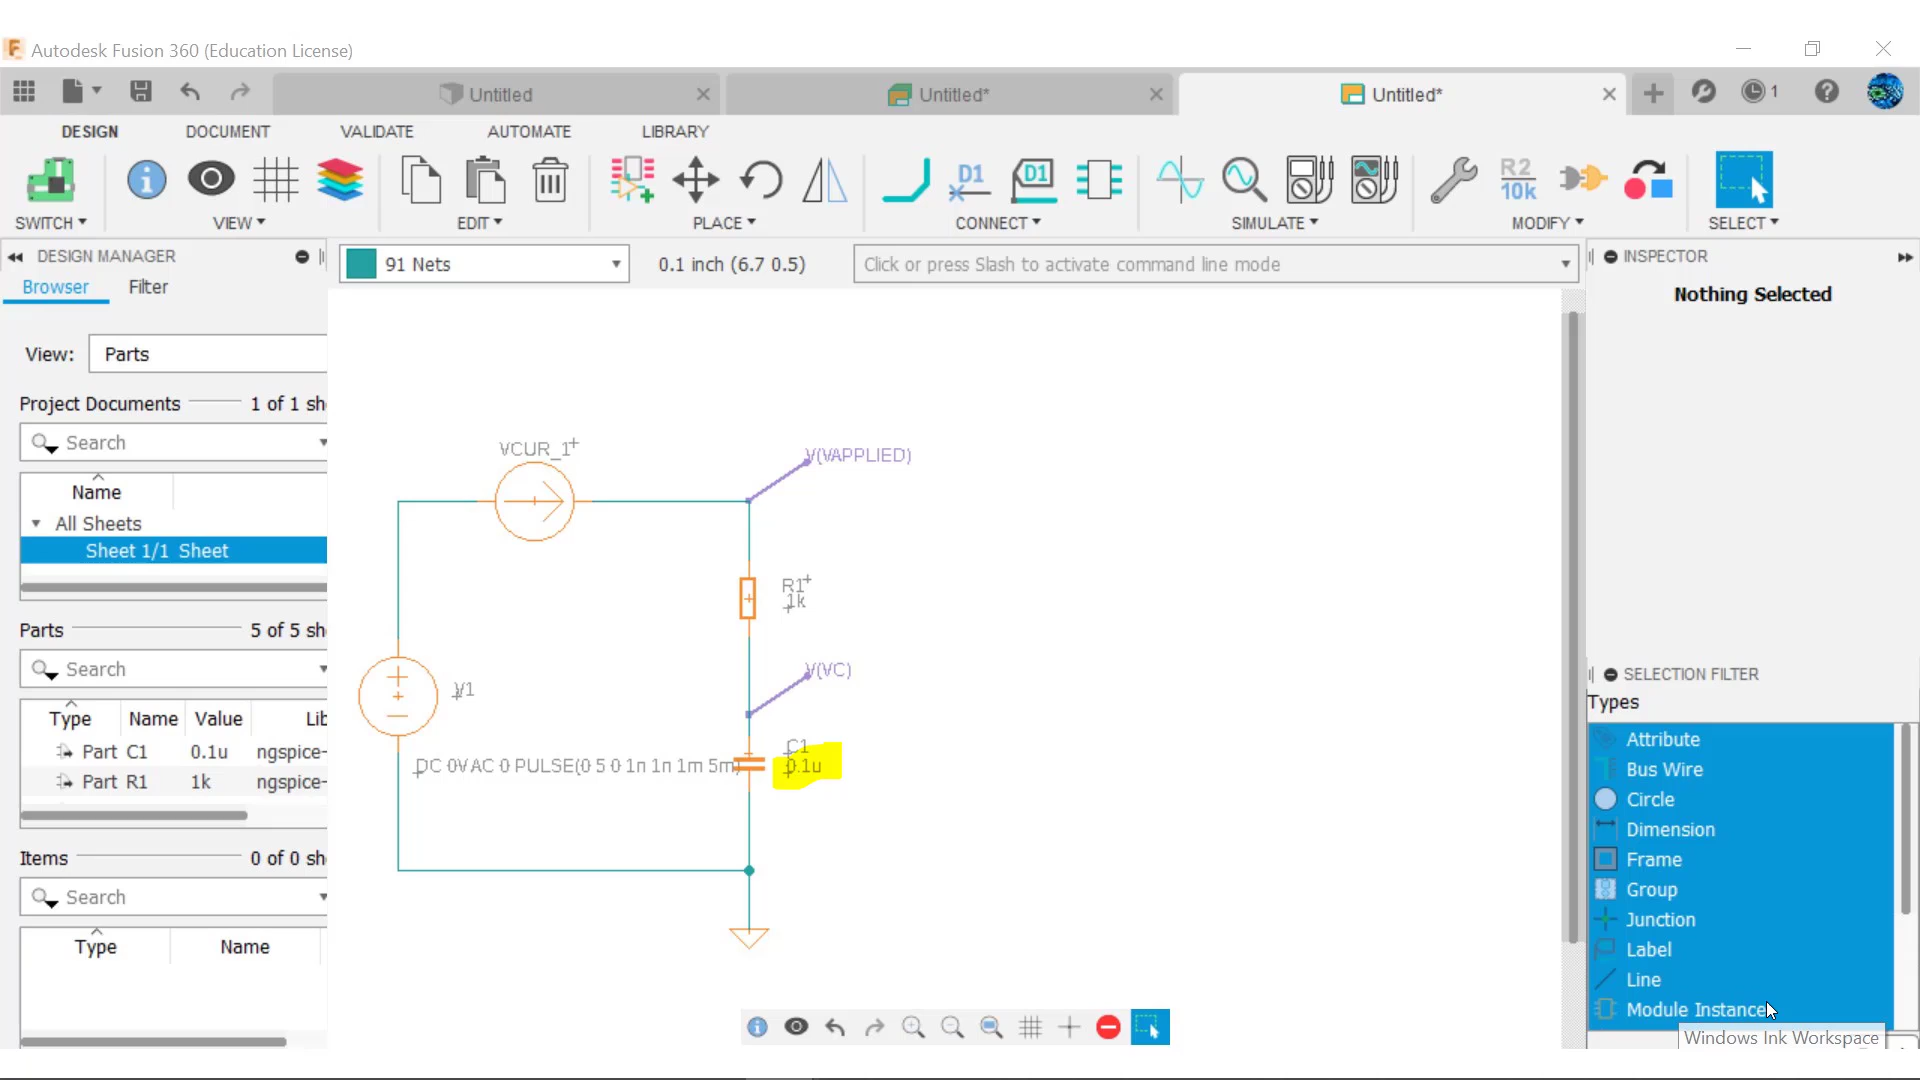 Autodesk Fusion 360 (Education License)
Untitled
Untitled*
Untitled*
1
DESIGN
DOCUMENT
VALIDATE
AUTOMATE
LIBRARY
D1
D1
R2
10k
SWITCH
VIEW
EDIT
PLACE
CONNECT
SIMULATE
MODIFY
SELECT
DESIGN MANAGER
91 Nets
0.1 inch (6.7 0.5)
Click or press Slash to activate command line mode
INSPECTOR
Browser
Filter
Nothing Selected
View:
Parts
Project Documents
1 of 1 sh
Search
Name
All Sheets
Sheet 1/1 Sheet
Parts
5 of 5 sh
Search
Type Name Value Lib
Part C1 0.1u ngspice-
Part R1 1k ngspice-
Items
0 of 0 sh
Search
Type Name
VCUR_1
V(VAPPLIED)
R1
1k
V(VC)
V1
C1
DC 0V AC 0 PULSE(0 5 0 1n 1n 1m 5m)
0.1u
SELECTION FILTER
Types
Attribute
Bus Wire
Circle
Dimension
Frame
Group
Junction
Label
Line
Module Instance
Windows Ink Workspace